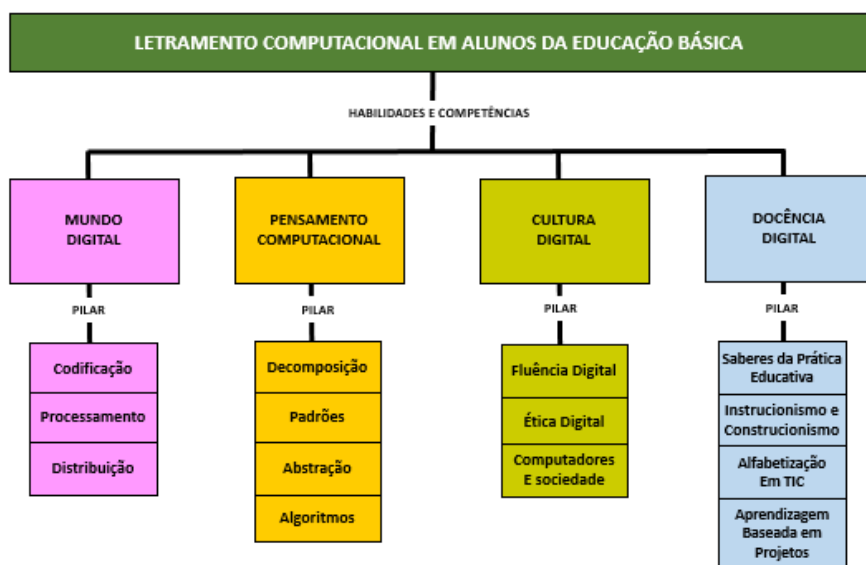 LETRAMENTO COMPUTACIONAL EM ALUNOS DA EDUCAÇÃO BÁSICA
HABILIDADES E COMPETÊNCIAS
MUNDO
DIGITAL
PENSAMENTO
COMPUTACIONAL
CULTURA
DIGITAL
DOCÊNCIA
DIGITAL
PILAR
PILAR
PILAR
PILAR
Codificação
Processamento
Distribuição
Decomposição
Padrões
Abstração
Algoritmos
Fluência Digital
Ética Digital
Computadores
E sociedade
Saberes da Prática
Educativa
Instrucionismo e
Construcionismo
Alfabetização
Em TIC
Aprendizagem
Baseada em
Projetos